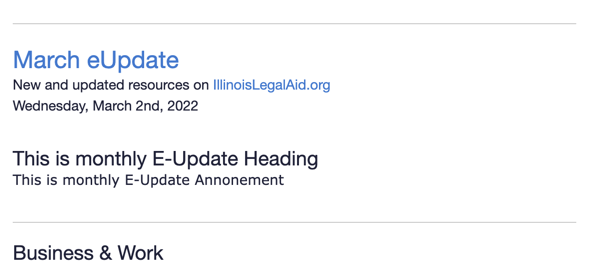 March eUpdate
New and updated resources on IllinoisLegalAid.org
Wednesday, March 2nd, 2022
This is monthly E-Update Heading
This is monthly E-Update Annonement
Business & Work